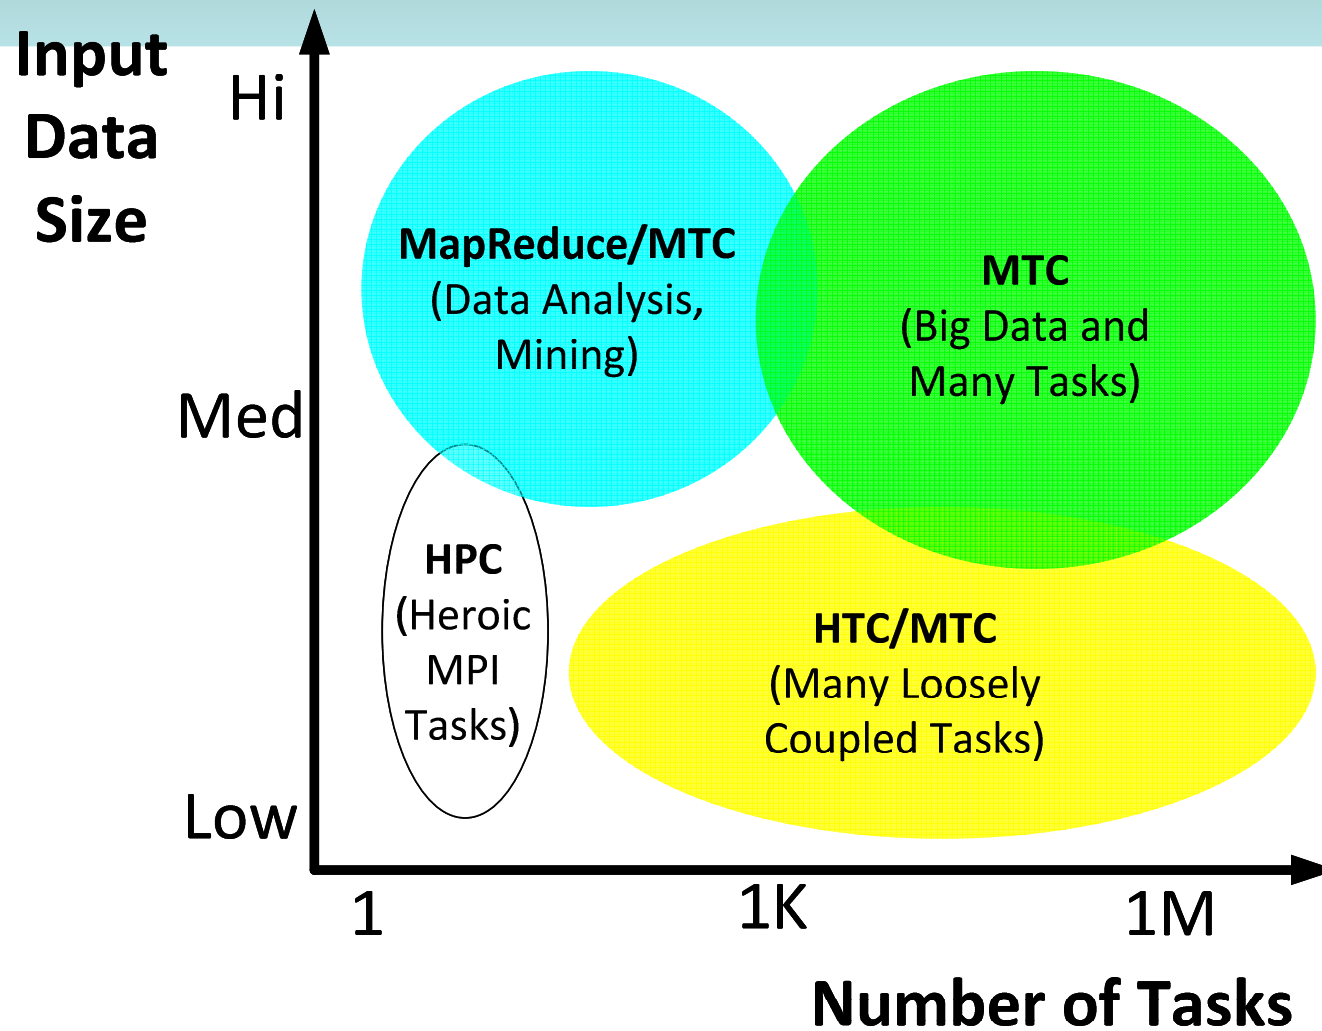 Input
Data
Size
Hi
Med
Low
MapReduce/MTC
(Data Analysis,
Mining)
MTC
(Big Data and
Many Tasks)
HPC
(Heroic
MPI
Tasks)
HTC/MTC
(Many Loosely
Coupled Tasks)
1
1K
1M
Number of Tasks